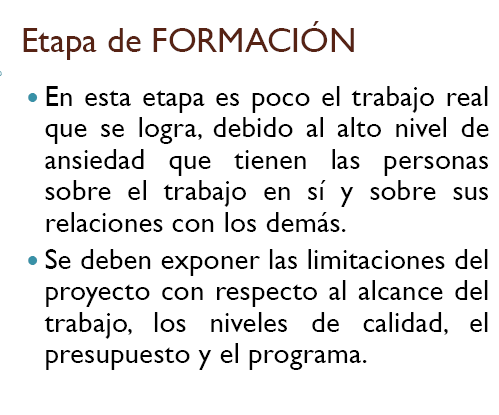 Etapa de FORMACIÓN
• En esta etapa es poco el trabajo real
que se logra, debido al alto nivel de
ansiedad que tienen las personas
sobre el trabajo en sí y sobre sus
relaciones con los demás.
• Se deben exponer las limitaciones del
proyecto con respecto al alcance del
trabajo, los niveles de calidad, el
presupuesto y el programa.